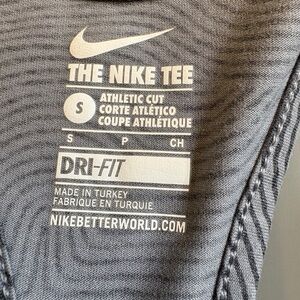 THE NIKE TEE
S
ATHLETIC CUT
CORTE ATLÉTICO
COUPE ATHLÉTIQUE
S P CH
DRI-FIT
MADE IN TURKEY
FABRIQUE EN TURQUIE
NIKEBETTERWORLD.COM